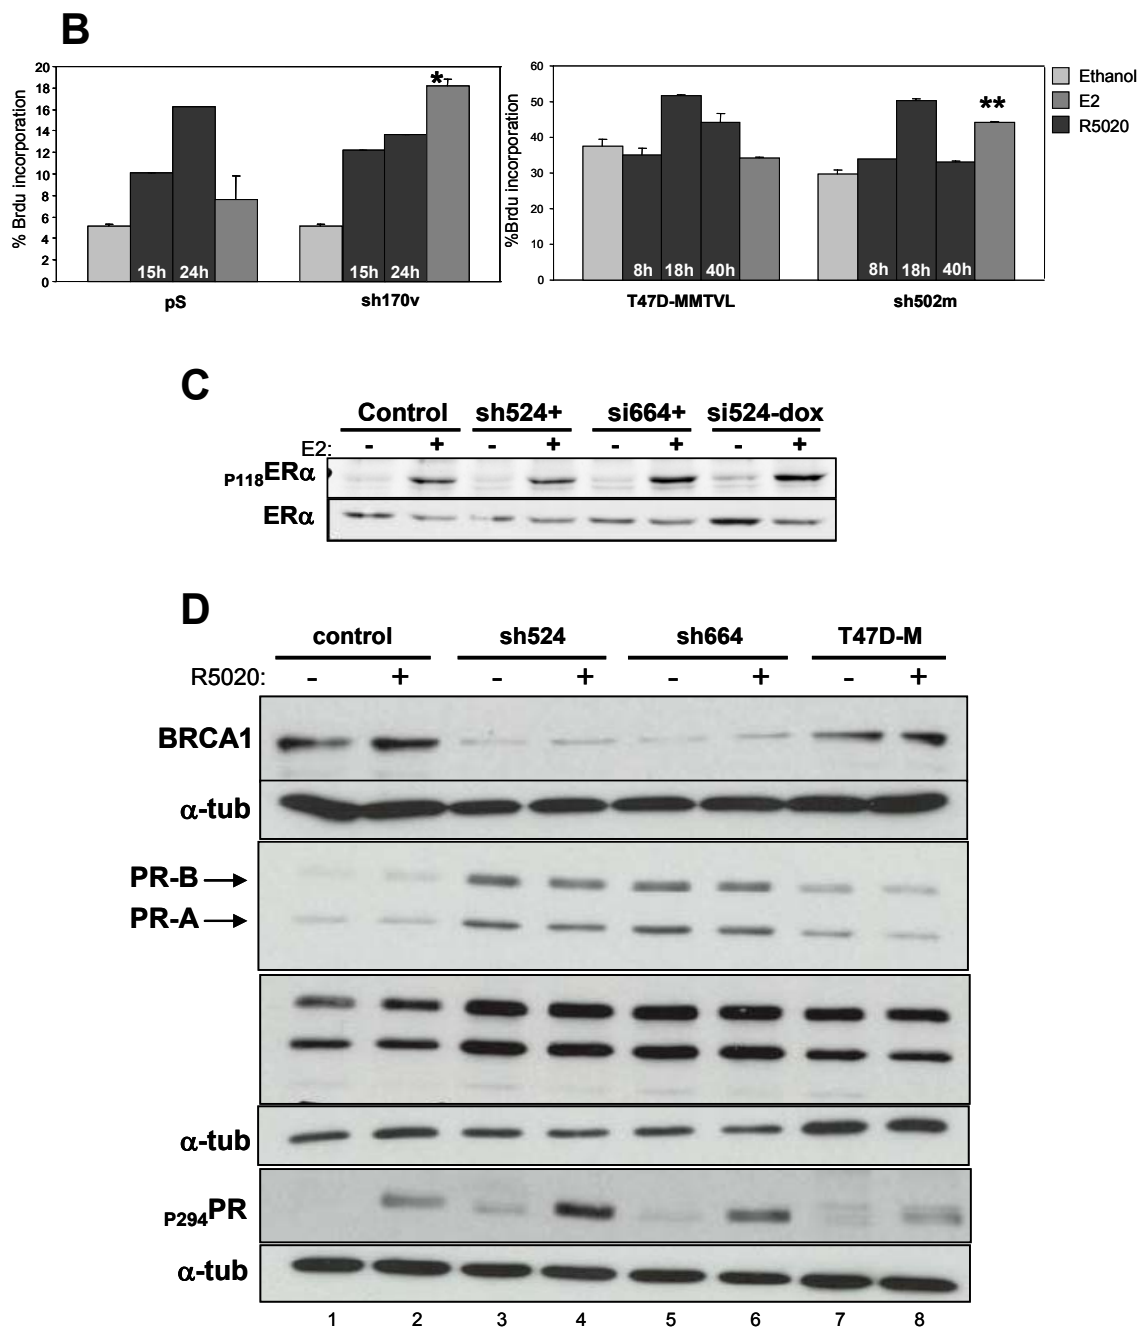 B
% Brdu incorporation
20
18
16
14
12
10
8
6
4
2
0
15h 24h
15h 24h
pS
sh170v
*
%Brdu incorporation
60
50
40
30
20
10
0
8h 18h 40h
8h 18h 40h
T47D-MMTVL
sh502m
**
Ethanol
E2
R5020
C
Control sh524+ si664+ si524-dox
E2: - + - + - + - +
P118ERα
ERα
D
control sh524 sh664 T47D-M
R5020: - + - + - + - +
BRCA1
α-tub
PR-B
PR-A
α-tub
P294PR
α-tub
1 2 3 4 5 6 7 8